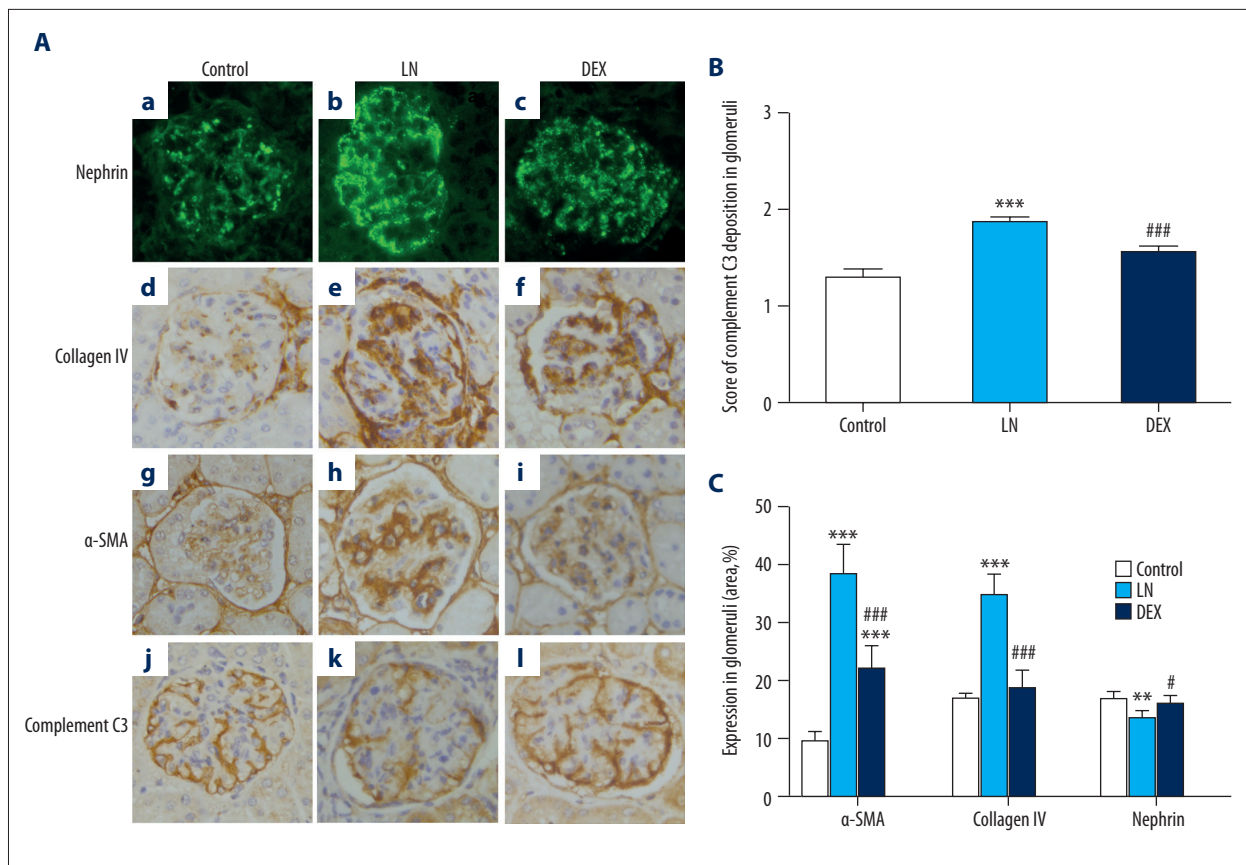 A
Control LN DEX
a b c
Nephrin
d e f
Collagen IV
g h i
α-SMA
j k l
Complement C3
B
Score of complement C3 deposition in glomeruli
3
2
1
0
***
###
Control LN DEX
C
Expression in glomeruli (area,%)
50
40
30
20
10
0
***
###
***
***
###
**
#
Control
LN
DEX
α-SMA Collagen IV Nephrin